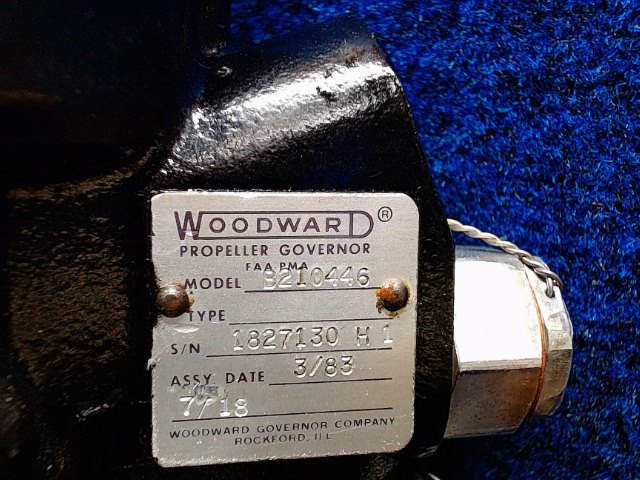 WOODWARD®
PROPELLER GOVERNOR
FAA PMA
MODEL B210446
TYPE
S/N 1827130 H 1
ASSY DATE 3/83
7/18
WOODWARD GOVERNOR COMPANY
ROCKFORD, ILL